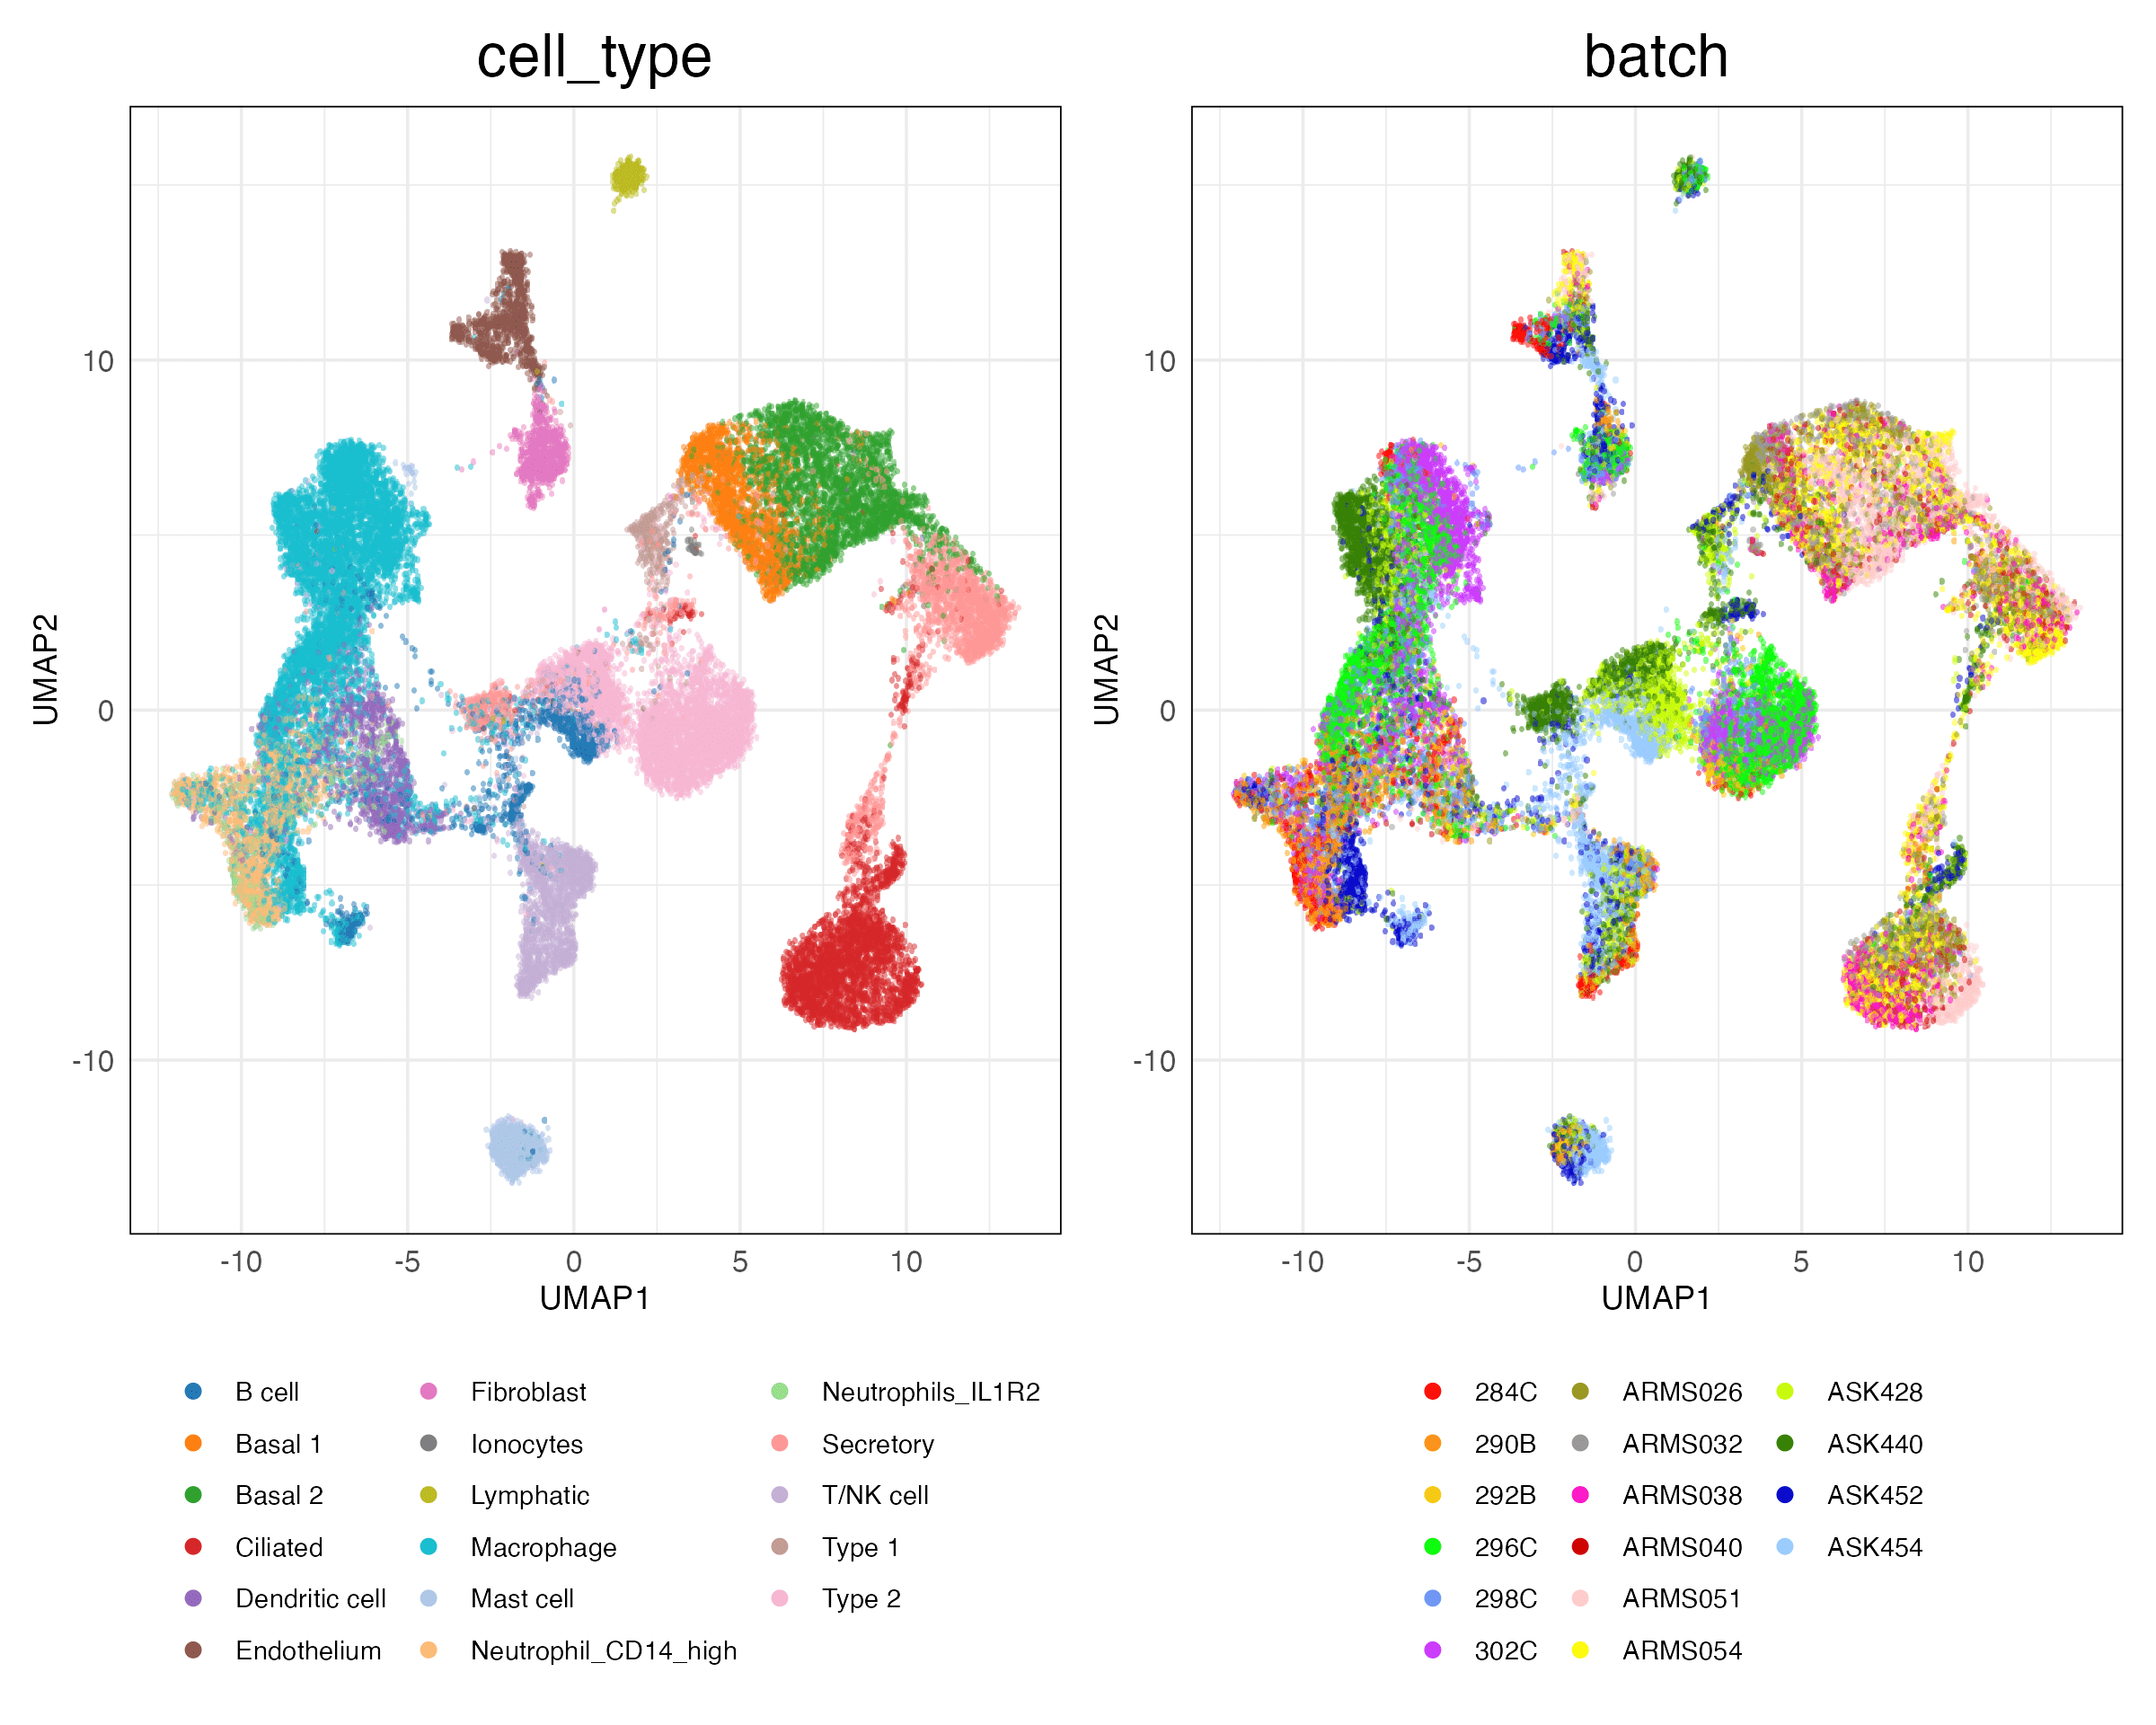 cell_type
batch
10
0
-10
UMAP2
-10
-5
0
5
10
UMAP1
10
0
-10
UMAP2
-10
-5
0
5
10
UMAP1
B cell
Fibroblast
Neutrophils_IL1R2
Basal 1
Ionocytes
Secretory
Basal 2
Lymphatic
T/NK cell
Ciliated
Macrophage
Type 1
Dendritic cell
Mast cell
Type 2
Endothelium
Neutrophil_CD14_high
284C
ARMS026
ASK428
290B
ARMS032
ASK440
292B
ARMS038
ASK452
296C
ARMS040
ASK454
298C
ARMS051
302C
ARMS054